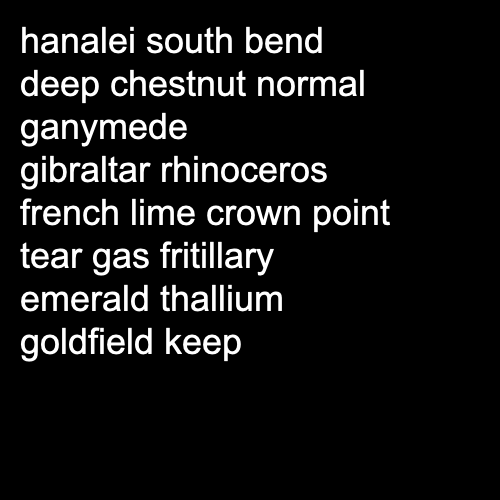 hanalei south bend
deep chestnut normal
ganymede
gibraltar rhinoceros
french lime crown point
tear gas fritillary
emerald thallium
goldfield keep